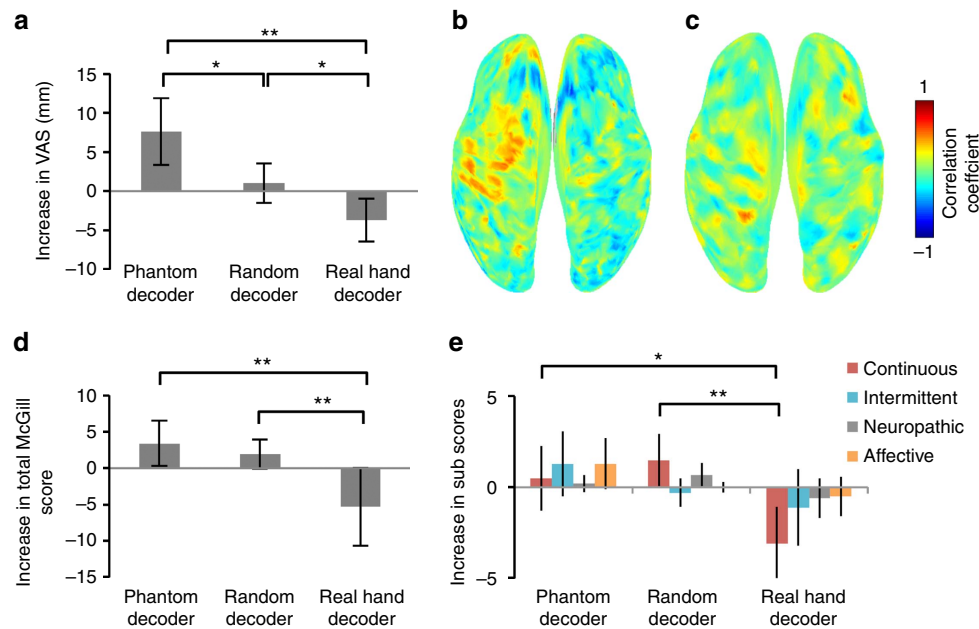 a
**
*
*
Increase in VAS (mm)
15
10
5
0
−5
−10
Phantom
decoder
Random
decoder
Real hand
decoder
b
c
1
−1
Correlation
coefficient
d
**
**
Increase in total McGill
score
10
5
0
−5
−10
−15
Phantom
decoder
Random
decoder
Real hand
decoder
e
*
**
Continuous
Intermittent
Neuropathic
Affective
Increase in sub scores
5
0
−5
Phantom
decoder
Random
decoder
Real hand
decoder